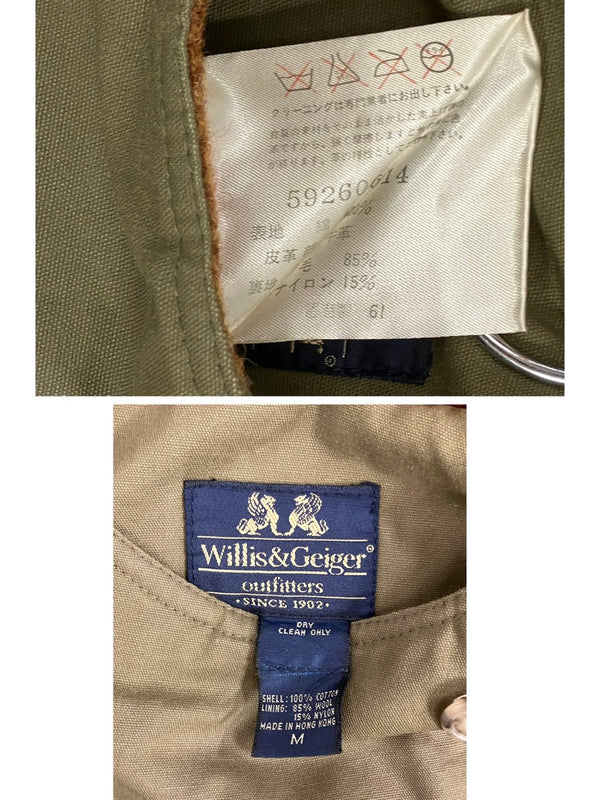 クリーニングは専門業者にお出し下さい。
59260614
表地 綿 100%
皮革 革
毛 85%
裏地 ナイロン 15%
61
Willis&Geiger®
outfitters
•SINCE 1902•
DRY
CLEAN ONLY
SHELL: 100% COTTON
LINING: 85% WOOL
15% NYLON
MADE IN HONG KONG
M